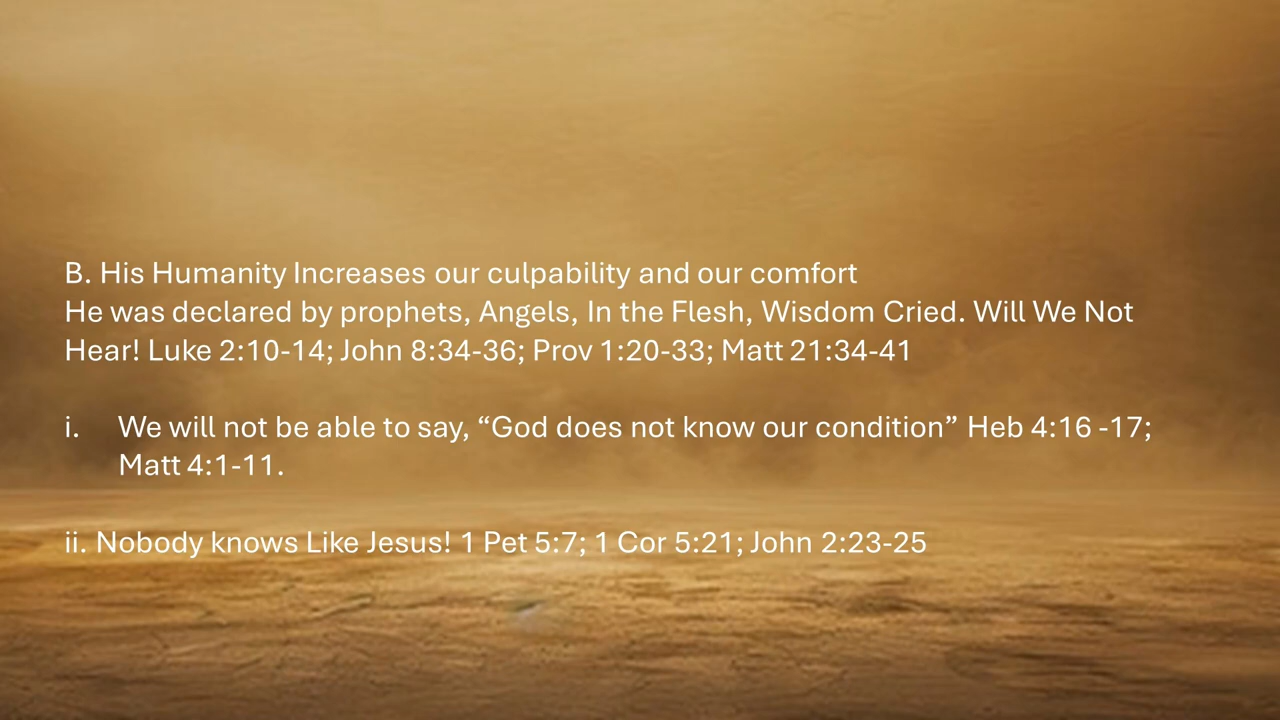 B. His Humanity Increases our culpability and our comfort
He was declared by prophets, Angels, In the Flesh, Wisdom Cried. Will We Not
Hear! Luke 2:10-14; John 8:34-36; Prov 1:20-33; Matt 21:34-41
i. We will not be able to say, “God does not know our condition” Heb 4:16 -17;
Matt 4:1-11.
ii. Nobody knows Like Jesus! 1 Pet 5:7; 1 Cor 5:21; John 2:23-25